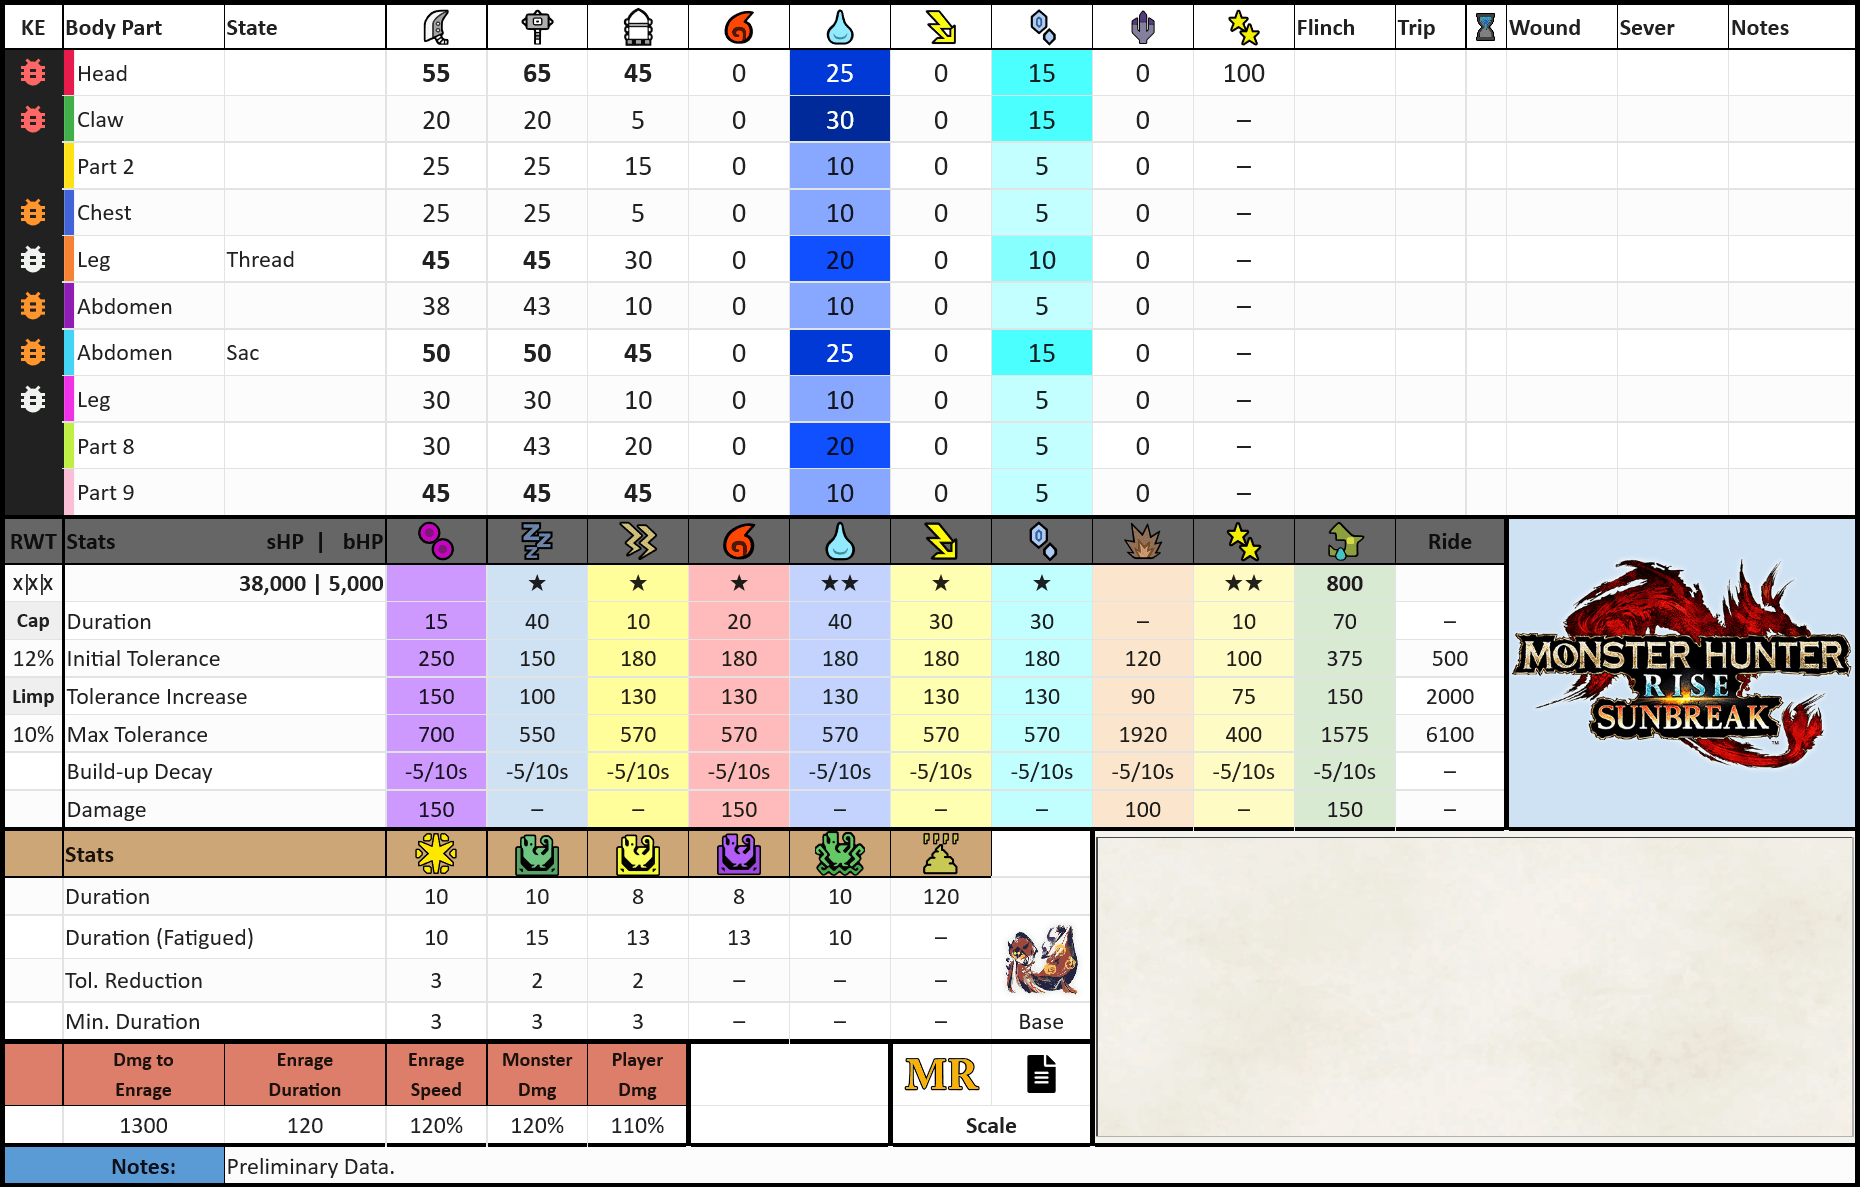 KE Body Part State Flinch Trip Wound Sever Notes
Head 55 65 45 0 25 0 15 0 100
Claw 20 20 5 0 30 0 15 0 –
Part 2 25 25 15 0 10 0 5 0 –
Chest 25 25 5 0 10 0 5 0 –
Leg Thread 45 45 30 0 20 0 10 0 –
Abdomen 38 43 10 0 10 0 5 0 –
Abdomen Sac 50 50 45 0 25 0 15 0 –
Leg 30 30 10 0 10 0 5 0 –
Part 8 30 43 20 0 20 0 5 0 –
Part 9 45 45 45 0 10 0 5 0 –
RWT Stats sHP | bHP Ride
x|x|x 38,000 | 5,000 ★ ★ ★ ★★ ★ ★ ★★ 800
Cap Duration 15 40 10 20 40 30 30 – 10 70 –
12% Initial Tolerance 250 150 180 180 180 180 180 120 100 375 500
Limp Tolerance Increase 150 100 130 130 130 130 130 90 75 150 2000
10% Max Tolerance 700 550 570 570 570 570 570 1920 400 1575 6100
Build-up Decay -5/10s -5/10s -5/10s -5/10s -5/10s -5/10s -5/10s -5/10s -5/10s -5/10s –
Damage 150 – – 150 – – – 100 – 150 –
MONSTER HUNTER
RISE
SUNBREAK
™
Stats
Duration 10 10 8 8 10 120
Duration (Fatigued) 10 15 13 13 10 –
Tol. Reduction 3 2 2 – – –
Min. Duration 3 3 3 – – – Base
Dmg to Enrage Enrage Monster Player
Enrage Duration Speed Dmg Dmg
MR
1300 120 120% 120% 110% Scale
Notes: Preliminary Data.